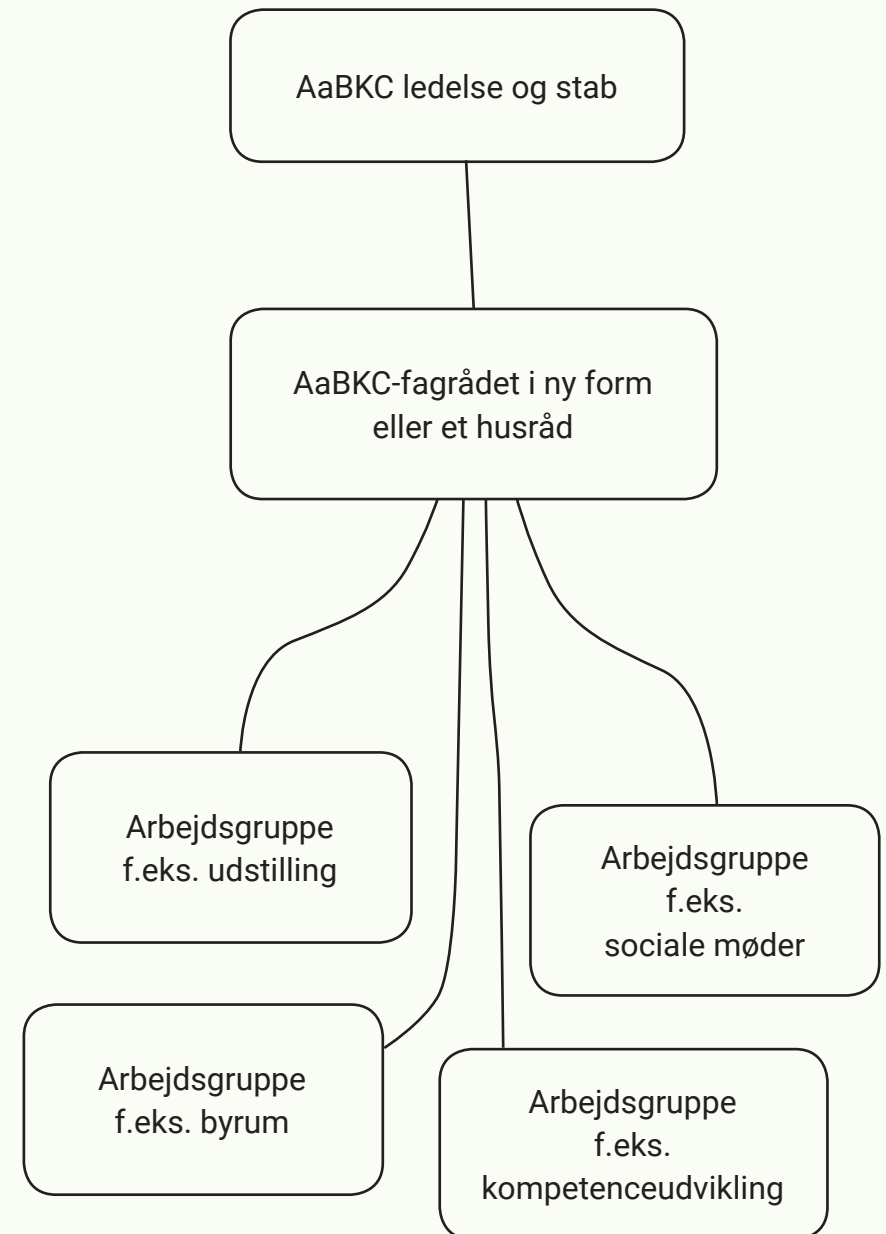 AaBKC ledelse og stab
AaBKC-fagrådet i ny form
eller et husråd
Arbejdsgruppe
f.eks. udstilling
Arbejdsgruppe
f.eks.
sociale møder
Arbejdsgruppe
f.eks. byrum
Arbejdsgruppe
f.eks.
kompetenceudvikling